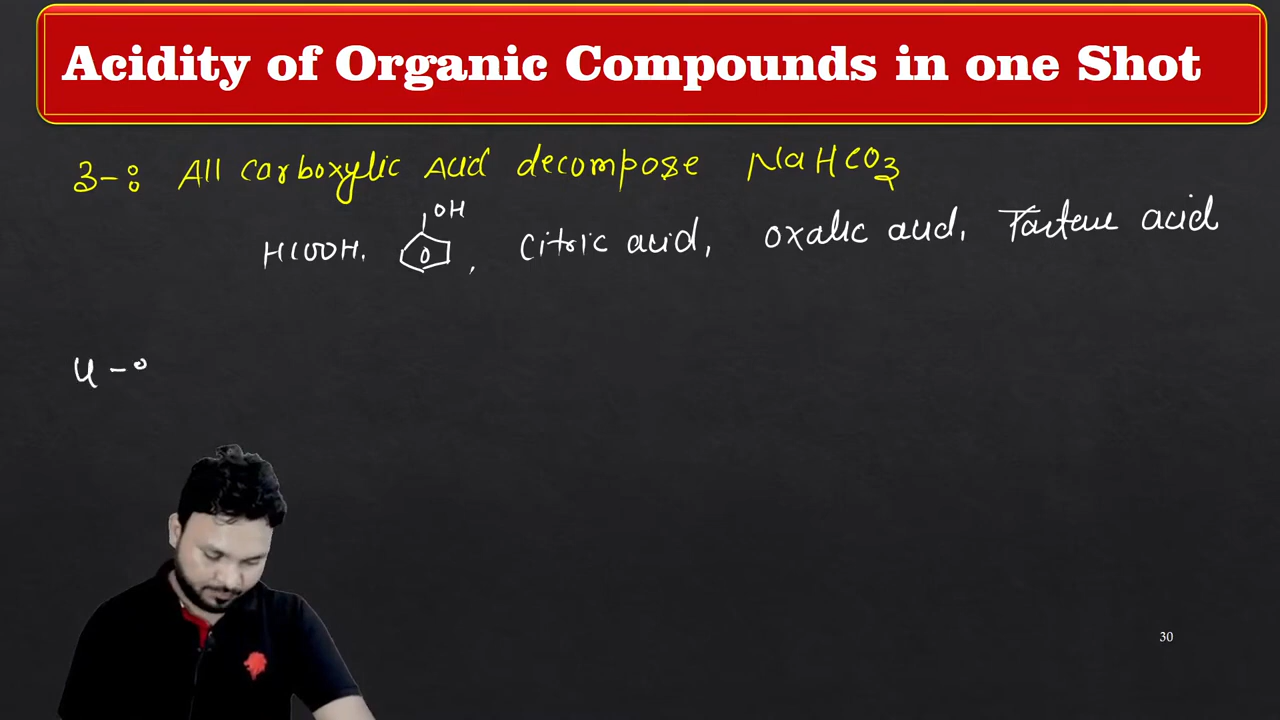 Acidity of Organic Compounds in one Shot
3-: All carboxylic Acid decompose NaHCO3
HCOOH, OH, citric acid, oxalic acid, acid
4-:
30